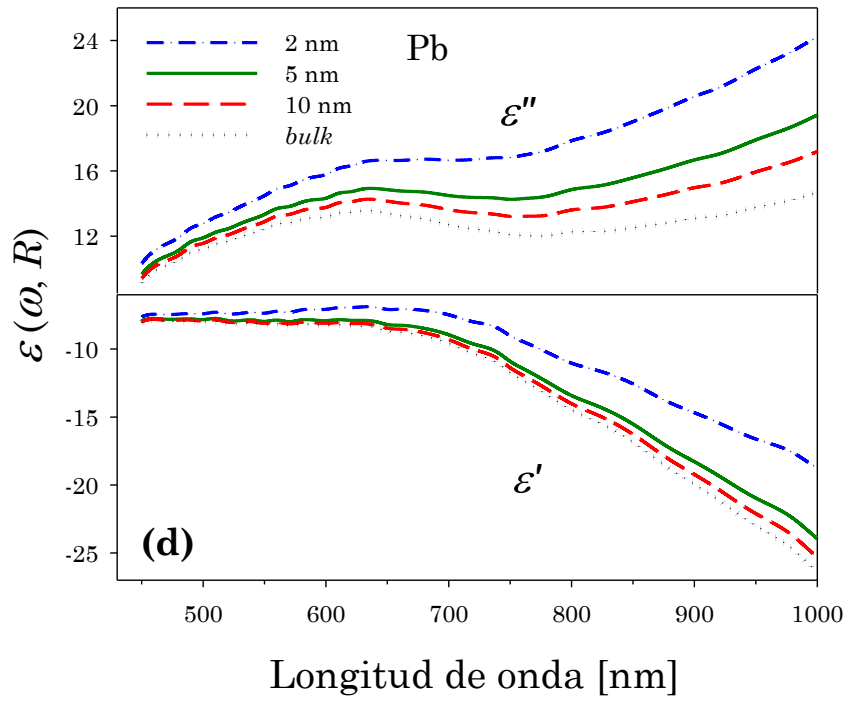 Pb
2 nm
5 nm
10 nm
bulk
ε''
24
20
16
12
ε (ω, R)
-10
-15
-20
-25
ε'
(d)
500 600 700 800 900 1000
Longitud de onda [nm]